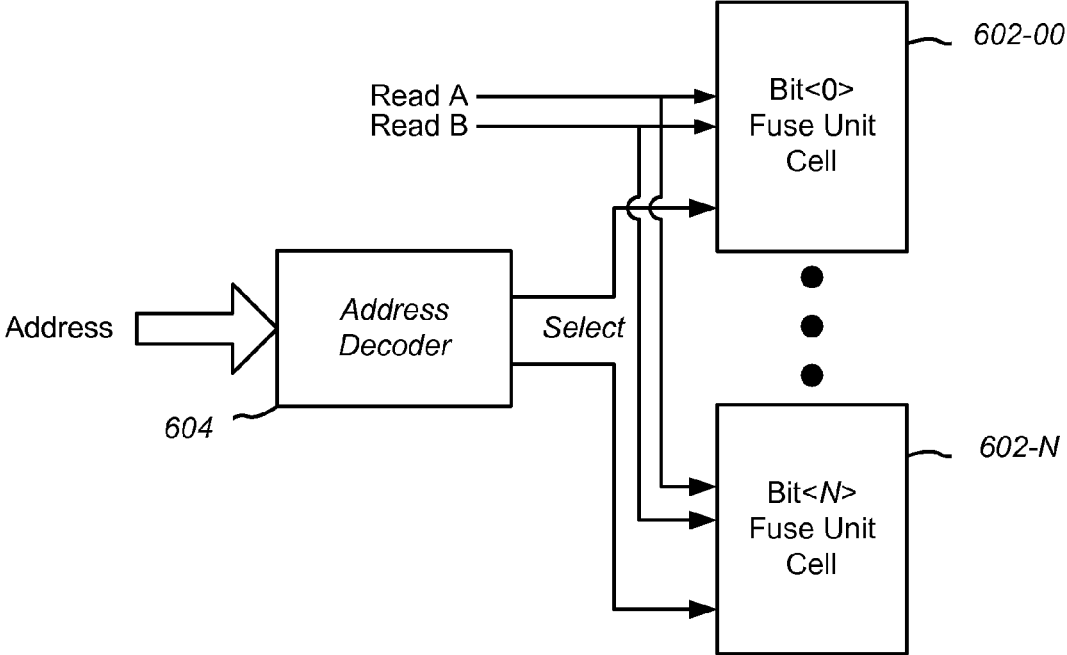 602-00
Read A
Read B
Bit<0>
Fuse Unit
Cell
Address
Address
Decoder
Select
604
602-N
Bit<N>
Fuse Unit
Cell